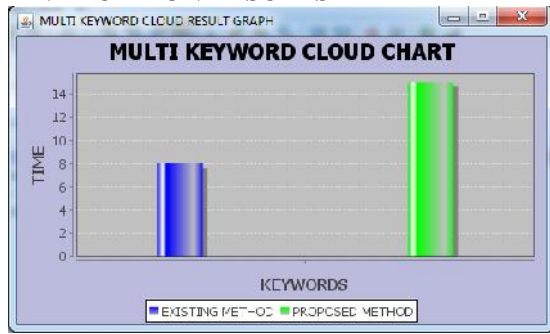 MULTI KEYWORD CLOUD RESULT GRAPH
MULTI KEYWORD CLOUD CHART
14
12
10
8
6
4
2
0
TIME
KEYWORDS
EXISTING METHOD PROPOSED METHOD